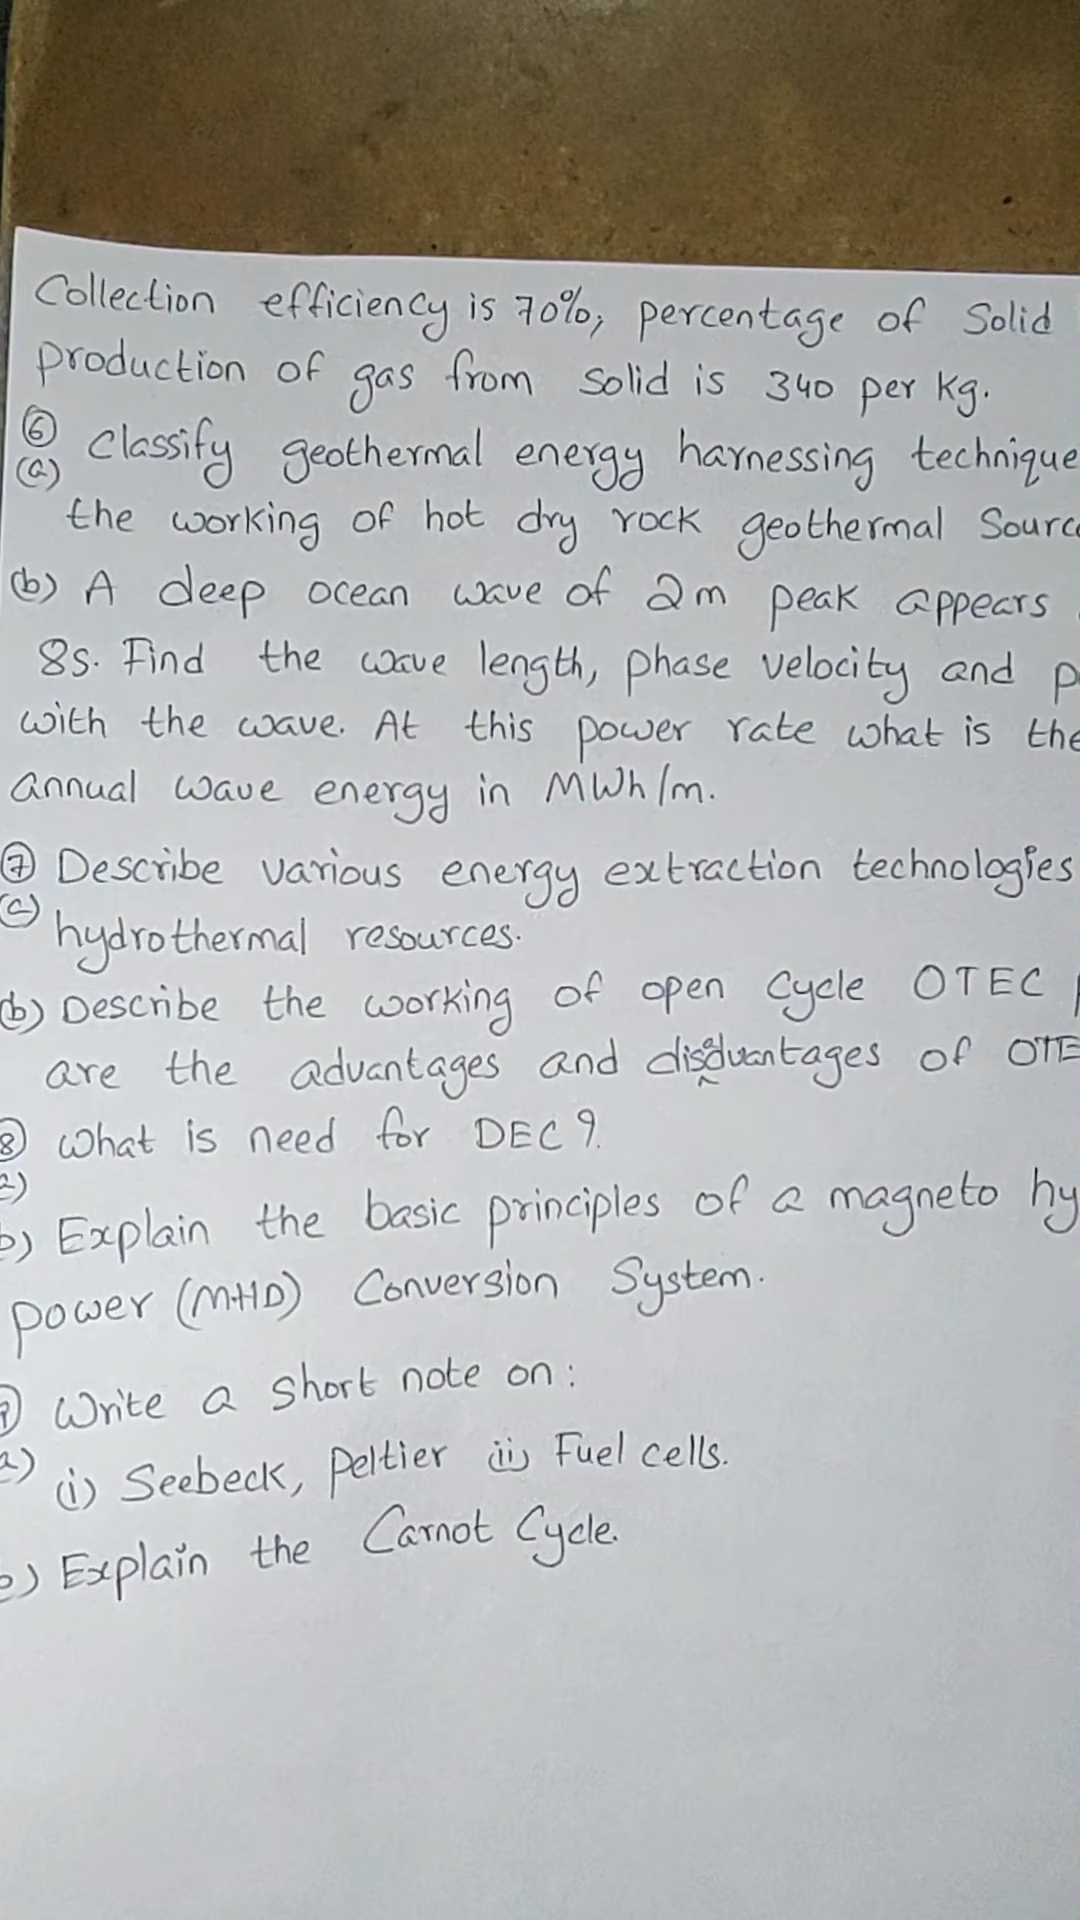 Collection efficiency is 70%, percentage of Solid
production of gas from solid is 340 per kg.
⑥ Classify geothermal energy harnessing technique
(a) the working of hot dry rock geothermal
(b) A deep ocean wave of 2m peak appears
8s. Find the wave length, phase velocity and
with the wave. At this power rate what is the
annual wave energy in MWh/m.
⑦ Describe various energy extraction technologies
hydrothermal resources.
(b) Describe the working of open cycle OTEC
are the advantages and disadvantages of
⑧ What is need for DEC ?.
b) Explain the basic principles of a magneto hy
power (MHD) Conversion System.
Write a short note on:
a) (i) Seebeck, peltier ii) Fuel cells.
Explain the Carnot Cycle.